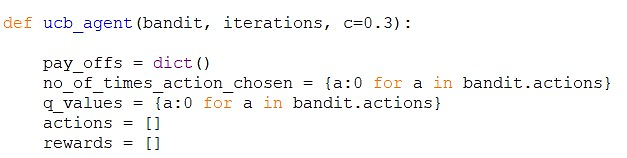 def ucb_agent(bandit, iterations, c=0.3):
pay_offs = dict()
no_of_times_action_chosen = {a:0 for a in bandit.actions}
q_values = {a:0 for a in bandit.actions}
actions = []
rewards = []